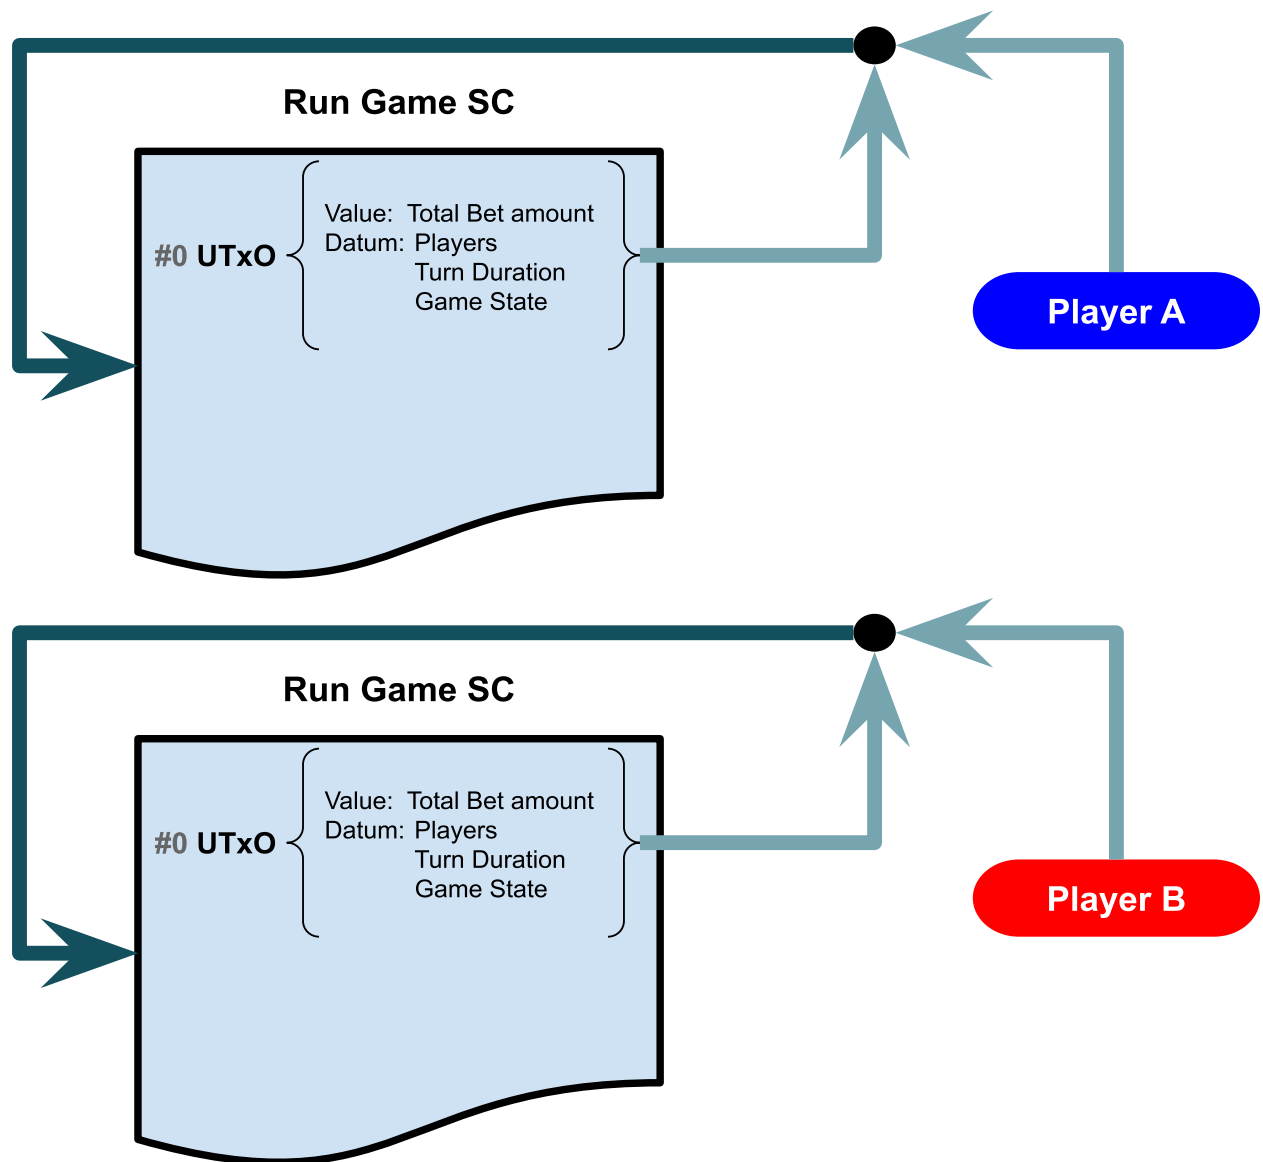 Run Game SC
Value: Total Bet amount
Datum: Players
#0 UTxO
Turn Duration
Game State
Player A
Run Game SC
Value: Total Bet amount
Datum: Players
#0 UTxO
Turn Duration
Game State
Player B